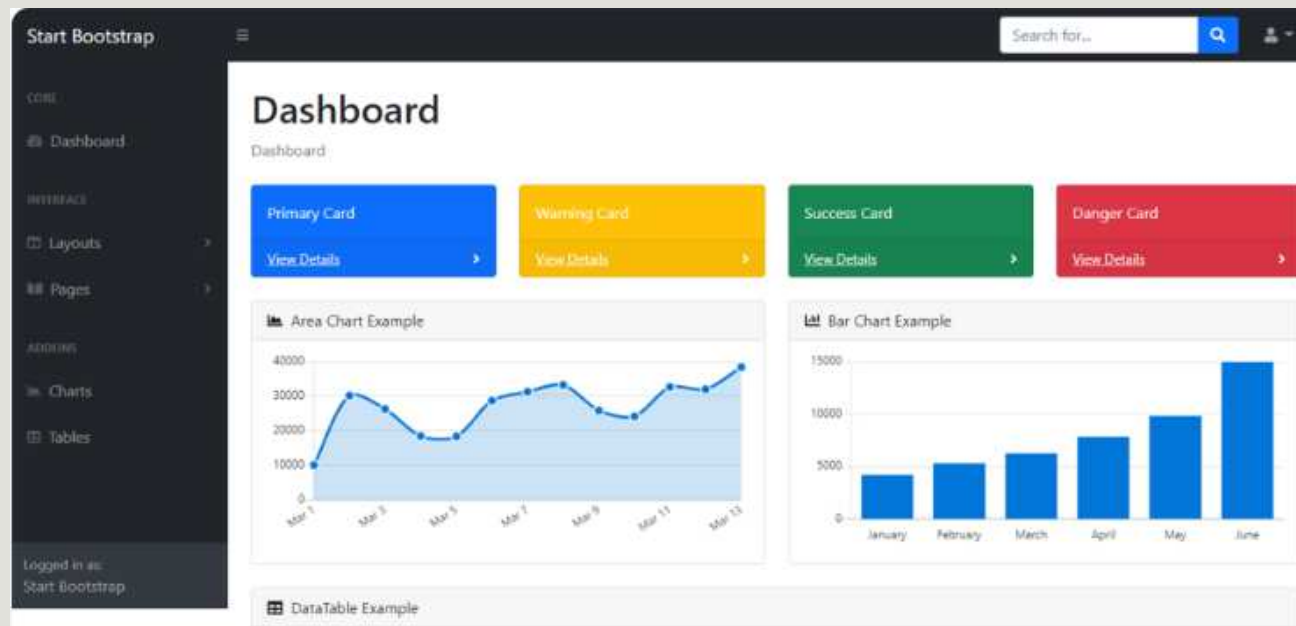 Start Bootstrap
Search for...
CORE
Dashboard
INTERFACE
Layouts
Pages
ADDONS
Charts
Tables
Logged in as:
Start Bootstrap
Dashboard
Dashboard
Primary Card
View Details
Warning Card
View Details
Success Card
View Details
Danger Card
View Details
Area Chart Example
40000
30000
20000
10000
0
Mar 1
Mar 3
Mar 5
Mar 7
Mar 9
Mar 11
Mar 13
Bar Chart Example
15000
10000
5000
0
January
February
March
April
May
June
DataTable Example